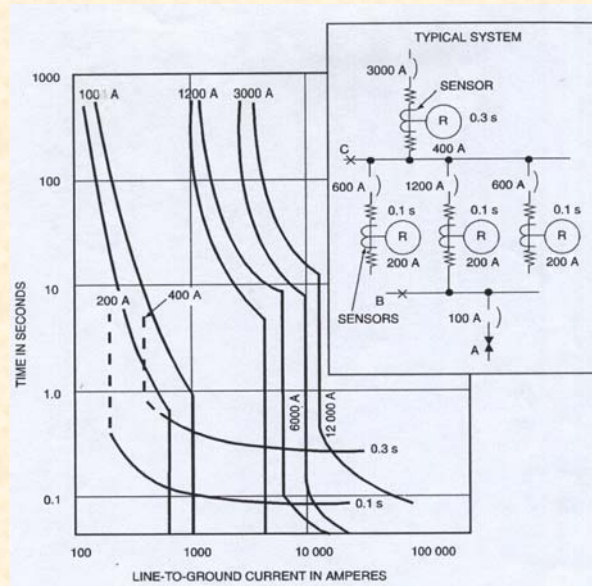 TYPICAL SYSTEM
3000 A
SENSOR
R
0.3 s
400 A
C
600 A
1200 A
600 A
0.1 s
0.1 s
0.1 s
R
R
R
200 A
200 A
200 A
B
SENSORS
100 A
A
1000
100
10
1.0
0.1
TIME IN SECONDS
1200 A
3000 A
200 A
400 A
6000 A
12 000 A
0.3 s
0.1 s
100
1000
10 000
100 000
LINE-TO-GROUND CURRENT IN AMPERES